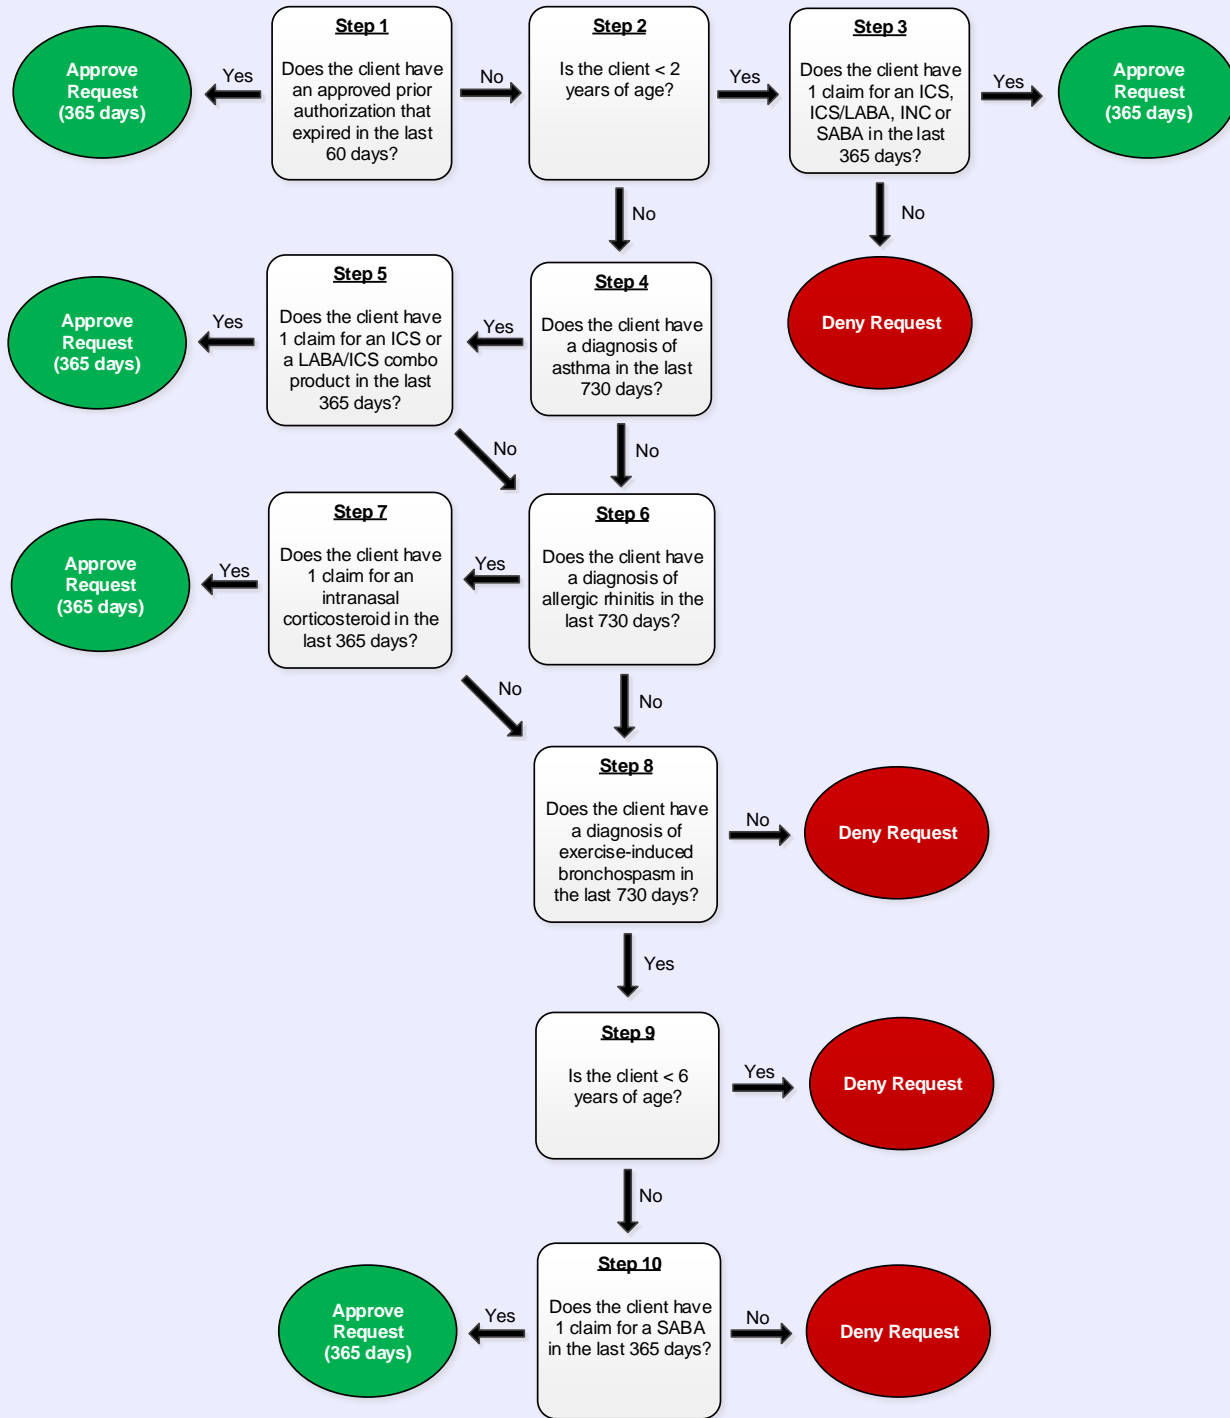 Approve
Request
(365 days)
Yes
Step 1
Does the client have
an approved prior
authorization that
expired in the last
60 days?
No
Step 2
Is the client < 2
years of age?
Yes
Step 3
Does the client have
1 claim for an ICS,
ICS/LABA, INC or
SABA in the last
365 days?
Yes
Approve
Request
(365 days)
No
No
Approve
Request
(365 days)
Yes
Step 5
Does the client have
1 claim for an ICS or
a LABA/ICS combo
product in the last
365 days?
Yes
Step 4
Does the client have
a diagnosis of
asthma in the last
730 days?
Deny Request
No
No
Approve
Request
(365 days)
Yes
Step 7
Does the client have
1 claim for an
intranasal
corticosteroid in the
last 365 days?
Yes
Step 6
Does the client have
a diagnosis of
allergic rhinitis in the
last 730 days?
No
No
Step 8
Does the client have
a diagnosis of
exercise-induced
bronchospasm in
the last 730 days?
No
Deny Request
Yes
Step 9
Is the client < 6
years of age?
Yes
Deny Request
No
Approve
Request
(365 days)
Yes
Step 10
Does the client have
1 claim for a SABA
in the last 365 days?
No
Deny Request